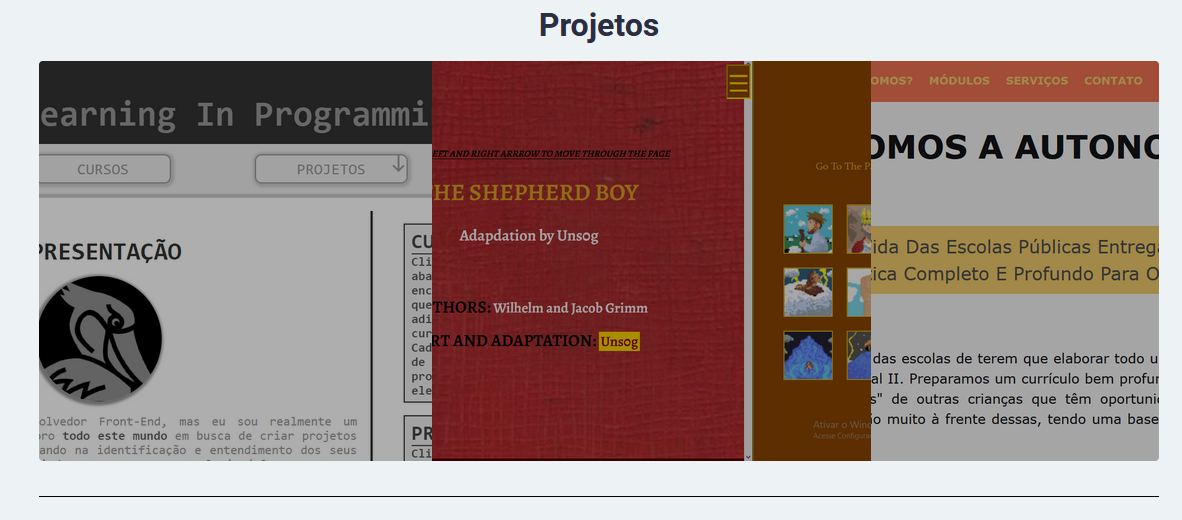 Projetos
earning In Programmi
CURSOS
PROJETOS
PRESENTAÇÃO
CU
Cli
aba
enc
que
adi
cur
Cad
de
pro
ele
PR
Cli
olvedor Front-End, mas eu sou realmente um
bro todo este mundo em busca de criar projetos
ando na identificação e entendimento dos seus
EFT AND RIGHT ARRROW TO MOVE THROUGH THE PAGE
HE SHEPHERD BOY
Adapdation by Unsog
THORS: Wilhelm and Jacob Grimm
RT AND ADAPTATION: Unsog
Go To The P
Ativar o Wind
Acesse Configura
OMOS? MÓDULOS SERVIÇOS CONTATO
OMOS A AUTONO
ida Das Escolas Públicas Entrega
tica Completo E Profundo Para O
das escolas de terem que elaborar todo u
al II. Preparamos um currículo bem profun
s" de outras crianças que têm oportuni
o muito à frente dessas, tendo uma base